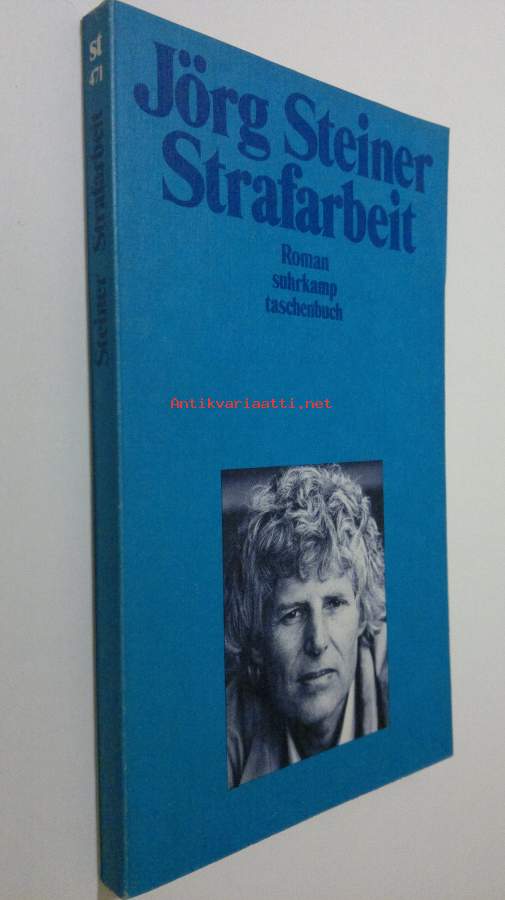 st
471
Steiner Strafarbeit
Jörg Steiner
Strafarbeit
Roman
suhrkamp
taschenbuch
Antikvariaatti.net